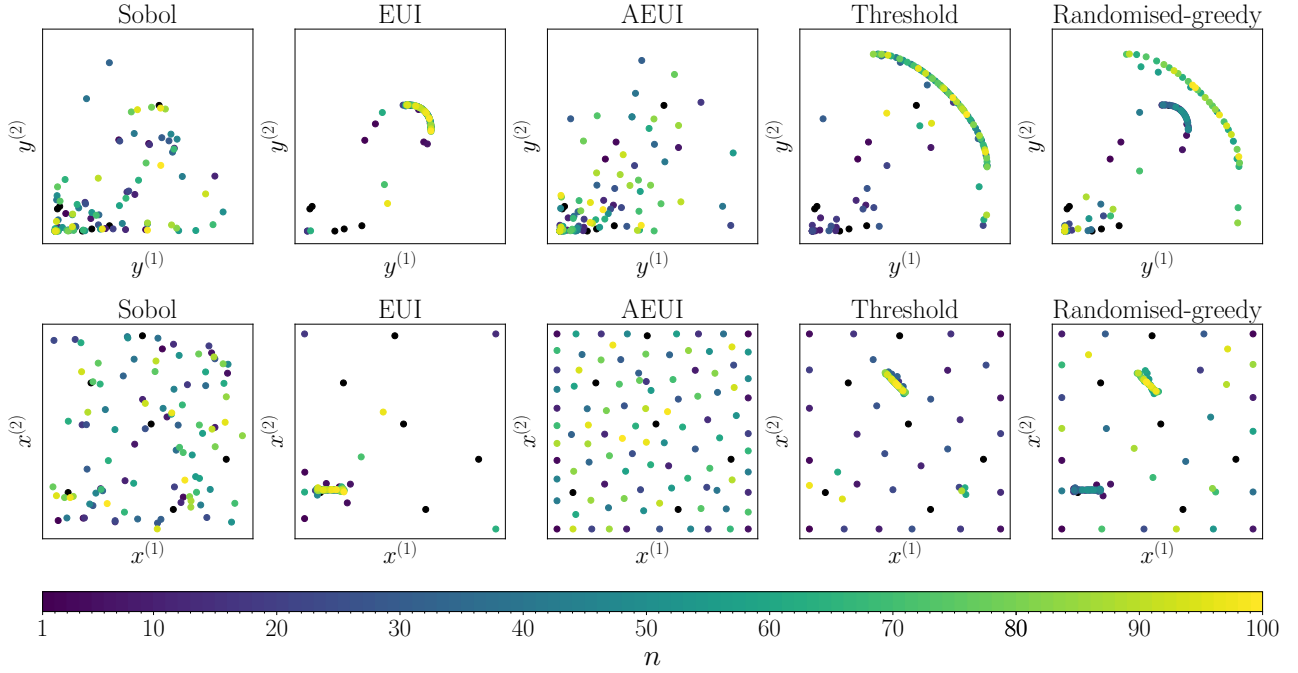 Sobol EUI AEUI Threshold Randomised-greedy
y^(2) y^(2) y^(2) y^(2) y^(2)
y^(1) y^(1) y^(1) y^(1) y^(1)
Sobol EUI AEUI Threshold Randomised-greedy
x^(2) x^(2) x^(2) x^(2) x^(2)
x^(1) x^(1) x^(1) x^(1) x^(1)
1 10 20 30 40 50 60 70 80 90 100
n